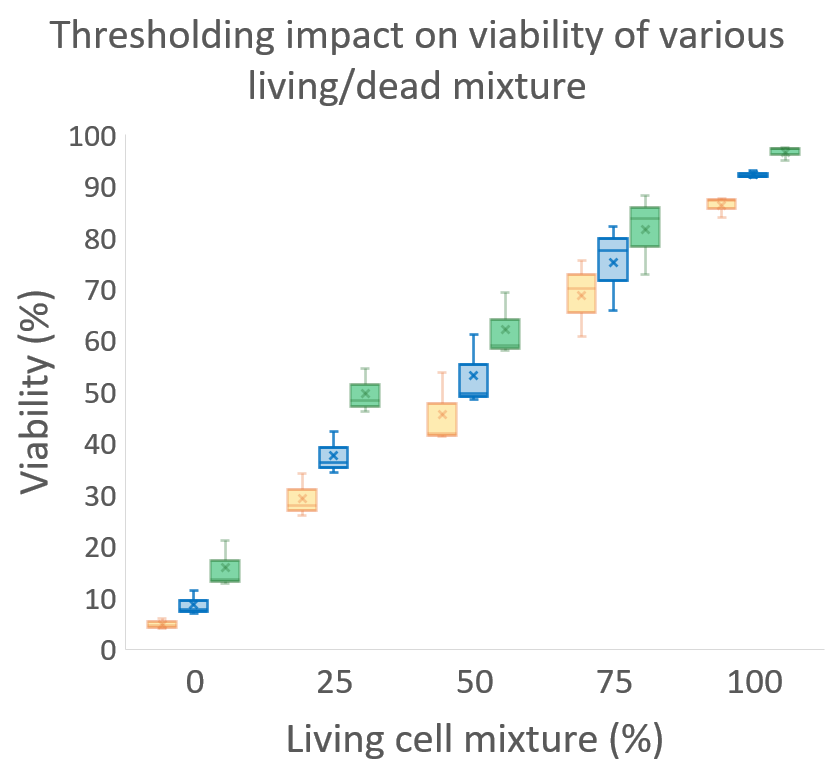 Thresholding impact on viability of various
living/dead mixture
Viability (%)
100
90
80
70
60
50
40
30
20
10
0
0 25 50 75 100
Living cell mixture (%)